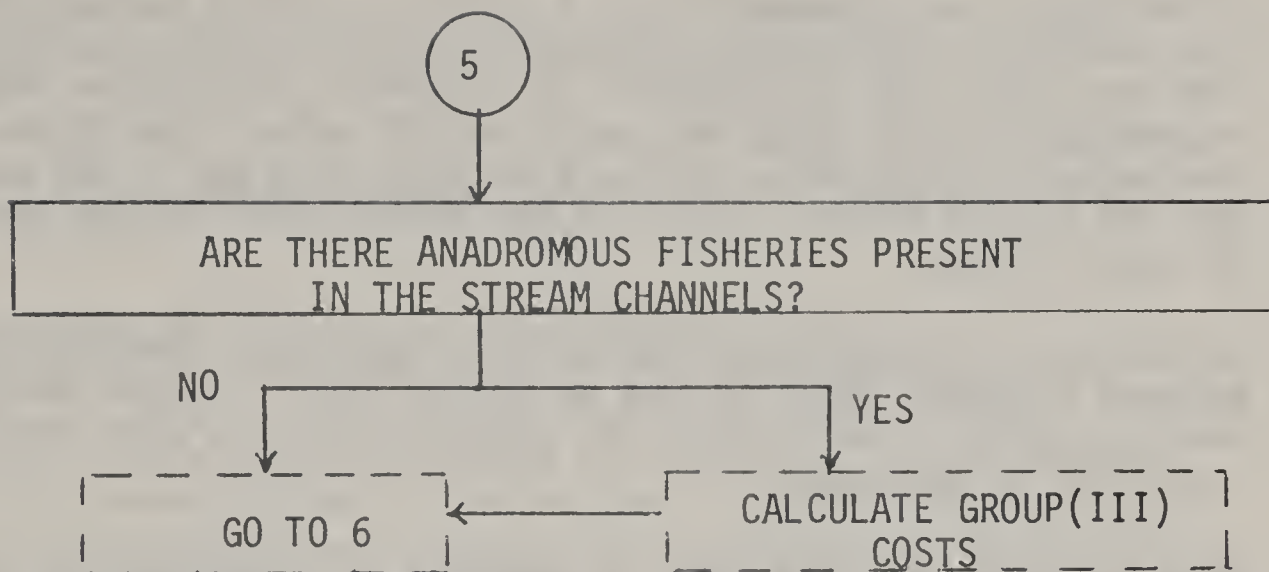 5
ARE THERE ANADROMOUS FISHERIES PRESENT
IN THE STREAM CHANNELS?
NO
YES
GO TO 6
CALCULATE GROUP(III)
COSTS